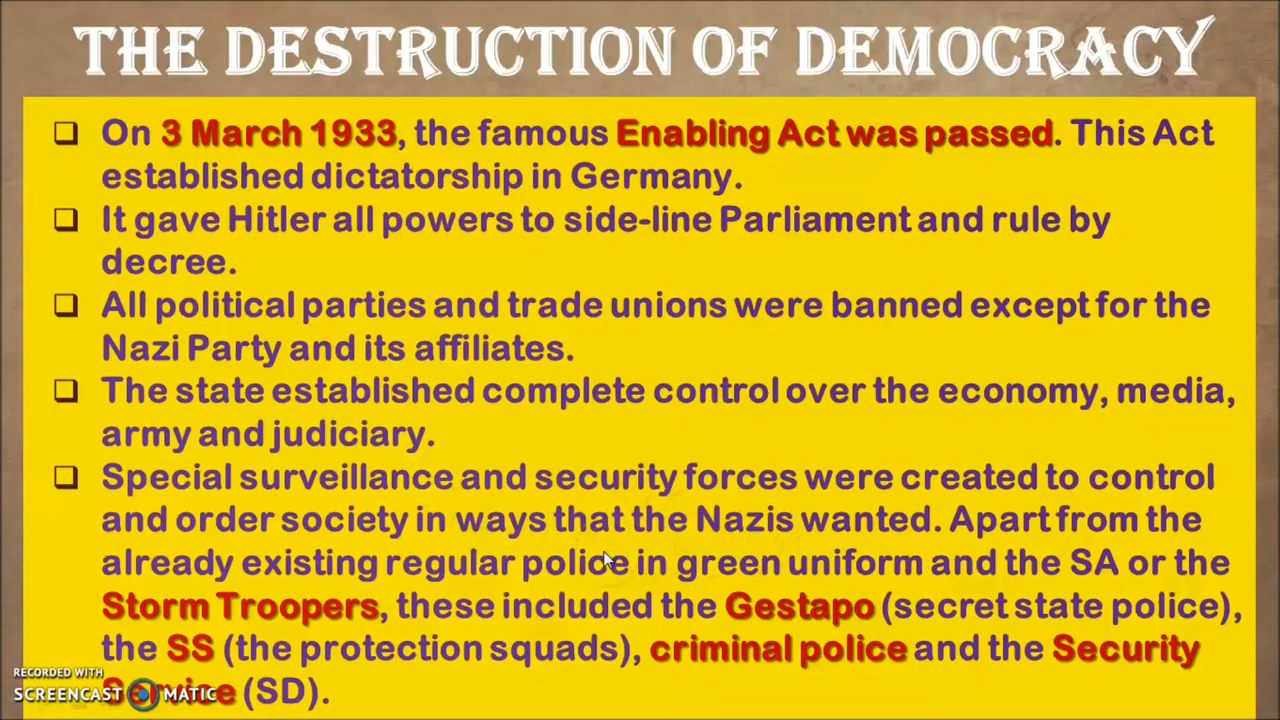 THE DESTRUCTION OF DEMOCRACY
On 3 March 1933, the famous Enabling Act was passed. This Act
established dictatorship in Germany.
It gave Hitler all powers to side-line Parliament and rule by
decree.
All political parties and trade unions were banned except for the
Nazi Party and its affiliates.
The state established complete control over the economy, media,
army and judiciary.
Special surveillance and security forces were created to control
and order society in ways that the Nazis wanted. Apart from the
already existing regular police in green uniform and the SA or the
Storm Troopers, these included the Gestapo (secret state police),
the SS (the protection squads), criminal police and the Security
Service (SD).
RECORDED WITH
SCREENCAST MATIC